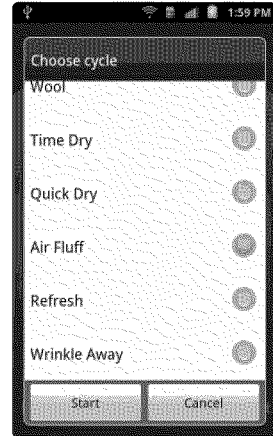 1:59 PM
Choose cycle
Wool
Time Dry
Quick Dry
Air Fluff
Refresh
Wrinkle Away
Start Cancel